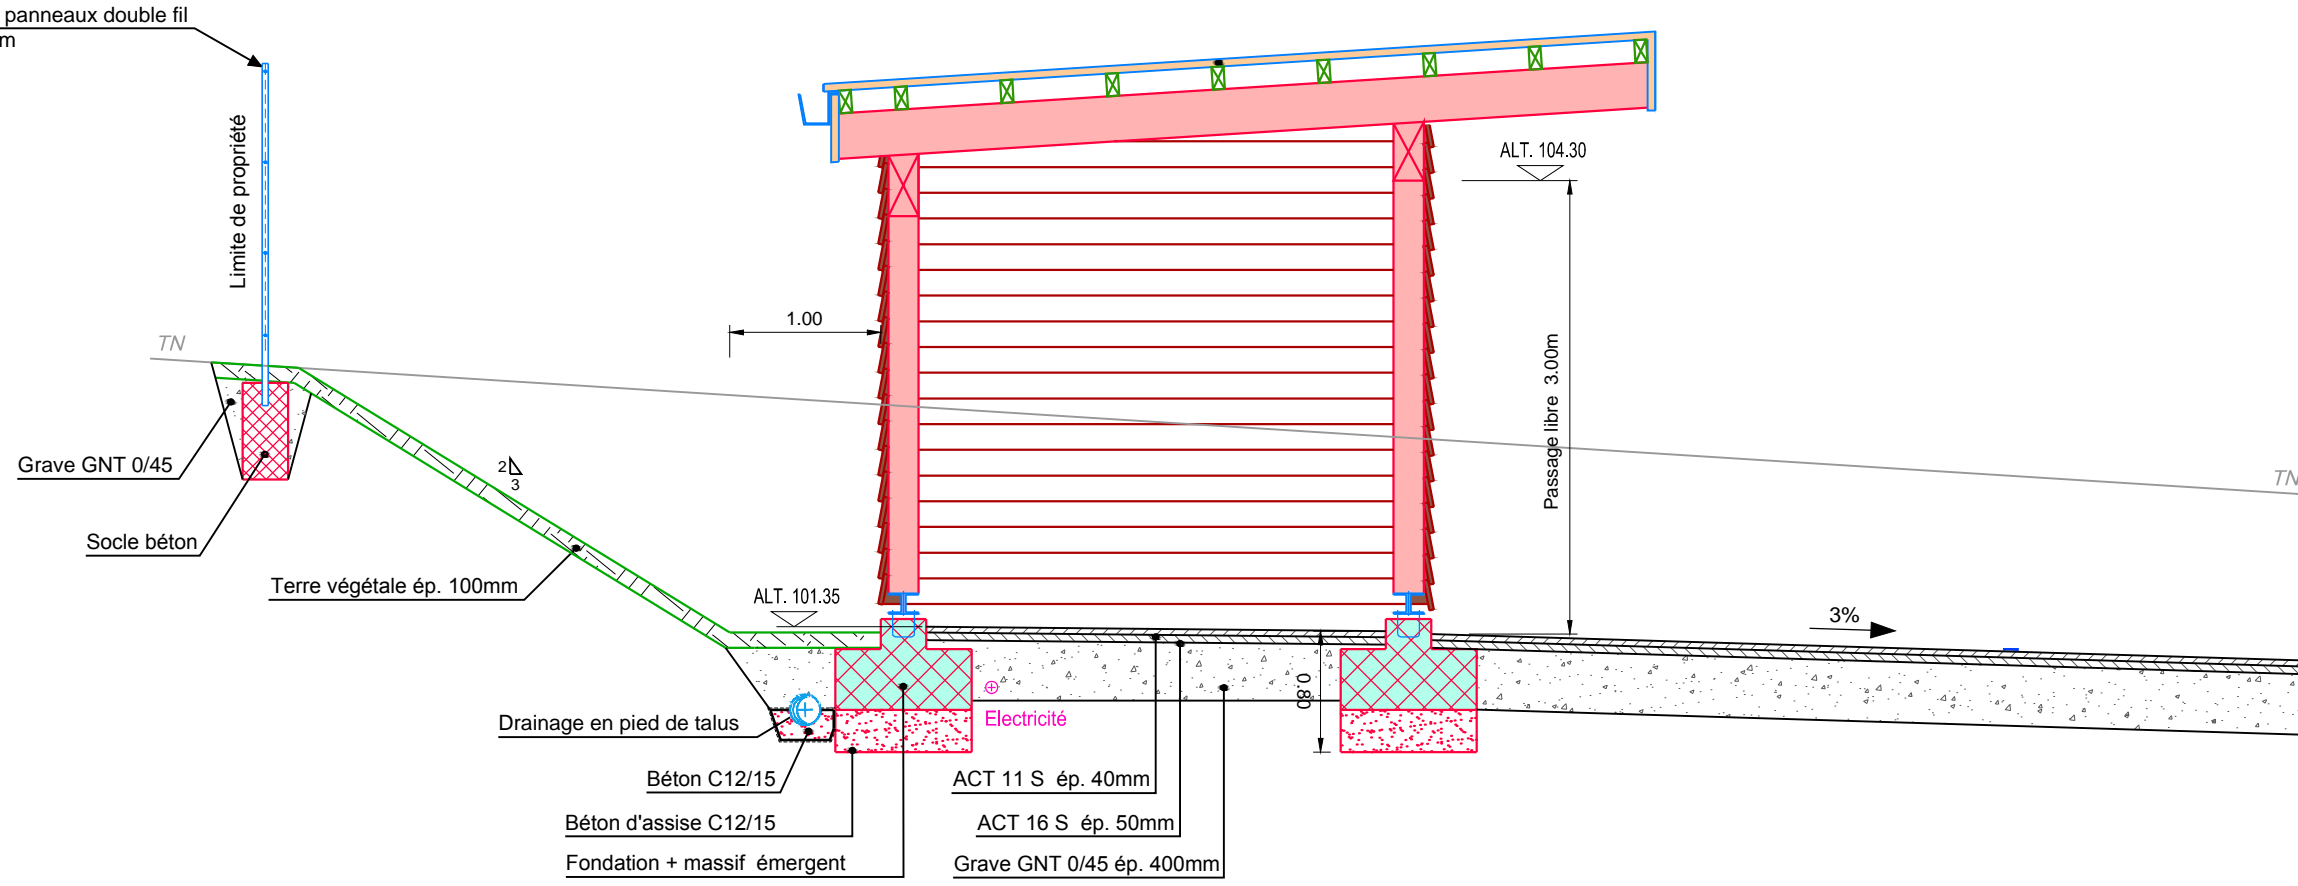 panneaux double fil
m
Limite de propriété
ALT. 104.30
TN
1.00
Passage libre 3.00m
Grave GNT 0/45
2
3
TN
Socle béton
Terre végétale ép. 100mm
ALT. 101.35
3%
0.80
Electricité
Drainage en pied de talus
Béton C12/15
ACT 11 S ép. 40mm
Béton d'assise C12/15
ACT 16 S ép. 50mm
Fondation + massif émergent
Grave GNT 0/45 ép. 400mm